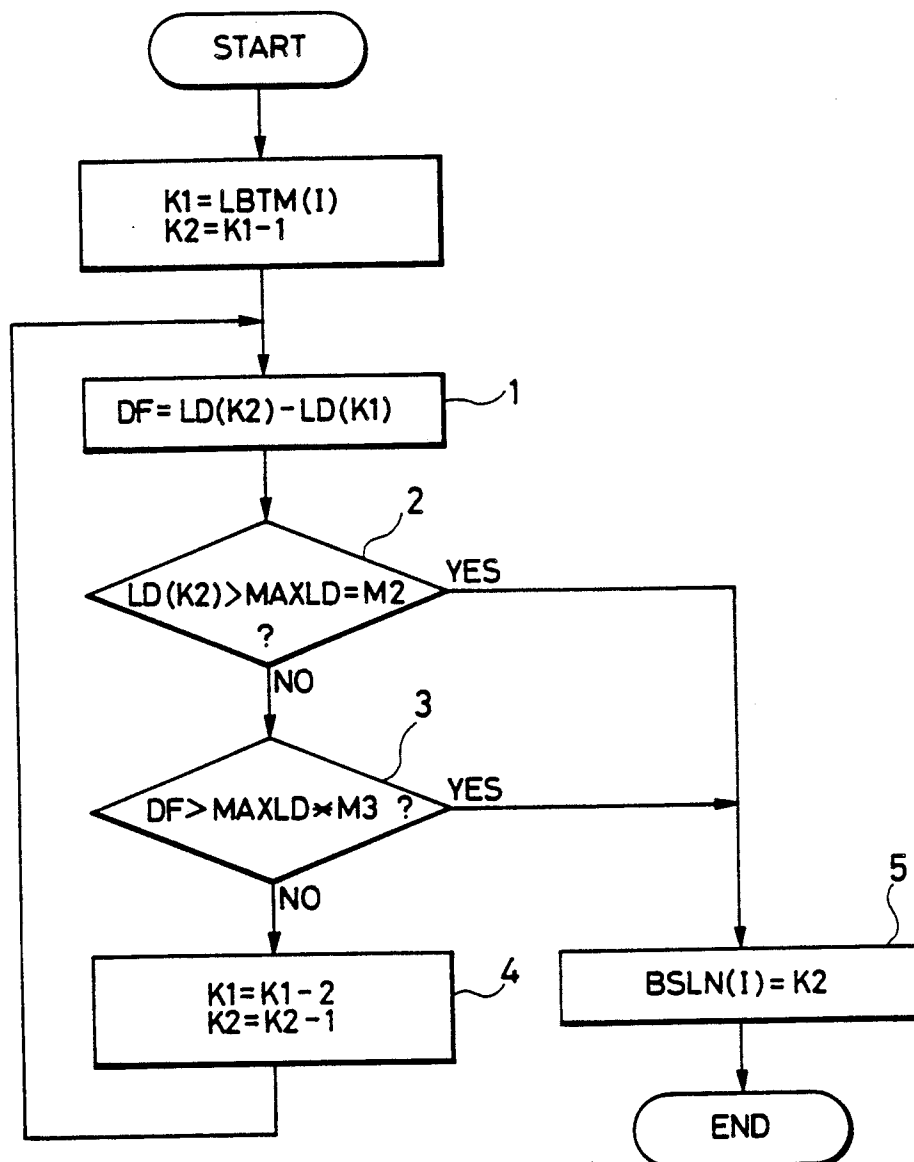 START
K1=LBTM(I)
K2=K1-1
DF=LD(K2)-LD(K1)
1
2
LD(K2)>MAXLD=M2
?
YES
NO
3
DF>MAXLD*M3 ?
YES
NO
4
K1=K1-2
K2=K2-1
5
BSLN(I)=K2
END